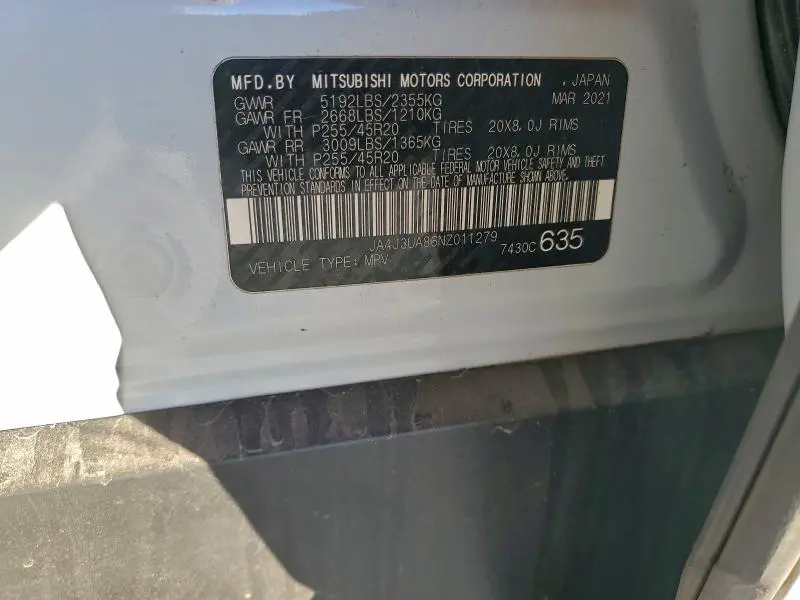 MFD.BY MITSUBISHI MOTORS CORPORATION , JAPAN
GVWR 5192LBS/2355KG MAR 2021
GAWR FR 2668LBS/1210KG
WITH P255/45R20 TIRES 20X8.0J RIMS
GAWR RR 3009LBS/1365KG
WITH P255/45R20 TIRES 20X8.0J RIMS
THIS VEHICLE CONFORMS TO ALL APPLICABLE FEDERAL MOTOR VEHICLE SAFETY AND THEFT
PREVENTION STANDARDS IN EFFECT ON THE DATE OF MANUFACTURE SHOWN ABOVE.
JA4J3UA86NZ011279
7430C 635
VEHICLE TYPE: MPV